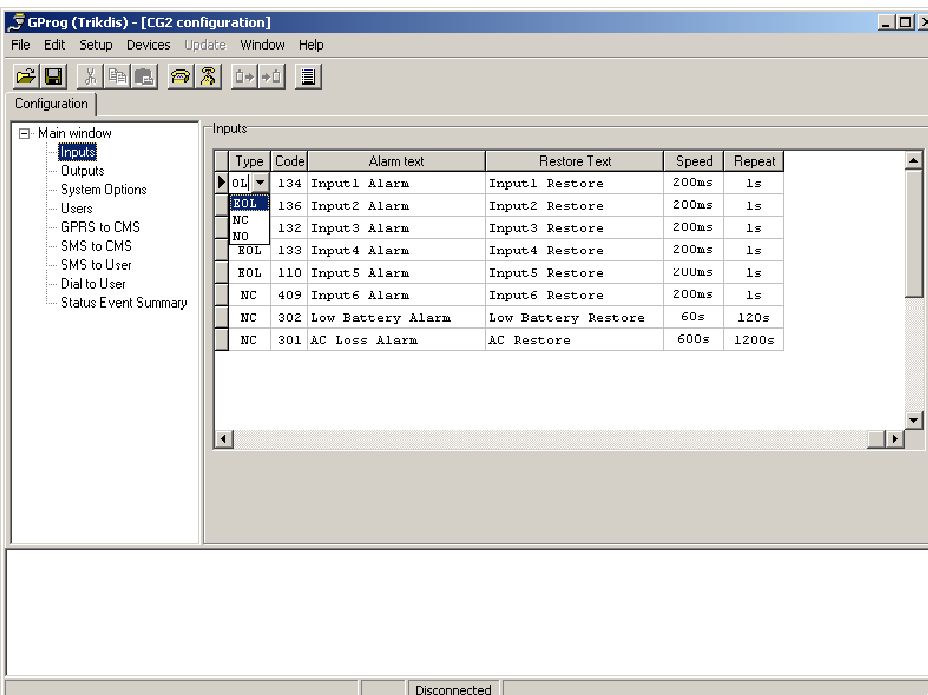 GProg (Trikdis) - [CG2 configuration]
File Edit Setup Devices Update Window Help
Configuration
Main window
Inputs
Outputs
System Options
Users
GPRS to CMS
SMS to CMS
SMS to User
Dial to User
Status Event Summary
Inputs
Type Code Alarm text Restore Text Speed Repeat
OL 134 Input1 Alarm Input1 Restore 200ms 1s
EOL
NC
NO
136 Input2 Alarm Input2 Restore 200ms 1s
132 Input3 Alarm Input3 Restore 200ms 1s
EOL 133 Input4 Alarm Input4 Restore 200ms 1s
EOL 110 Input5 Alarm Input5 Restore 200ms 1s
NC 409 Input6 Alarm Input6 Restore 200ms 1s
NC 302 Low Battery Alarm Low Battery Restore 60s 120s
NC 301 AC Loss Alarm AC Restore 600s 1200s
Disconnected